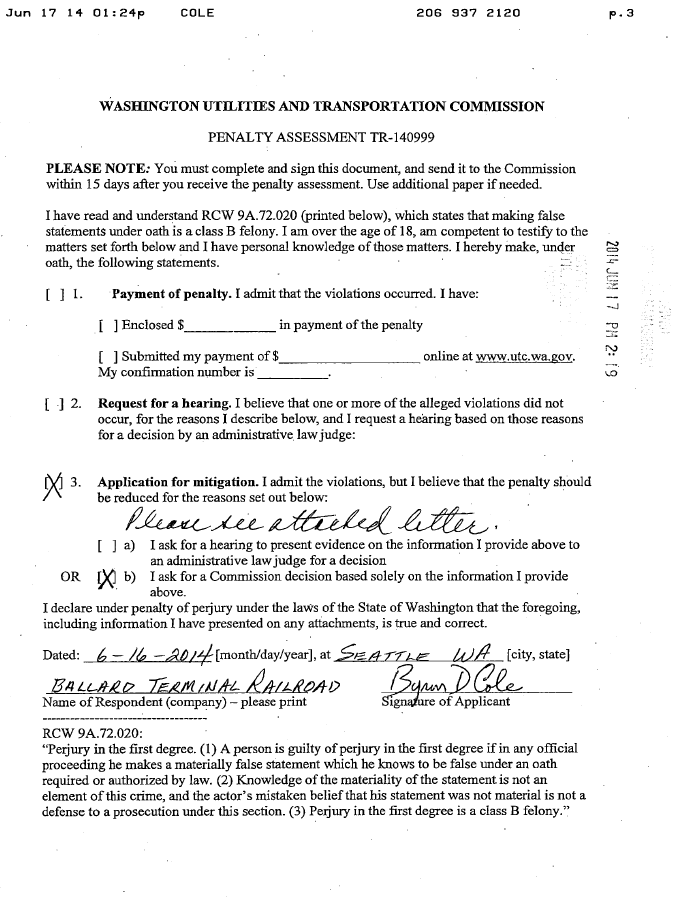 Jun 17 14 01:24p COLE 206 937 2120 p.3
WASHINGTON UTILITIES AND TRANSPORTATION COMMISSION
PENALTY ASSESSMENT TR-140999
PLEASE NOTE: You must complete and sign this document, and send it to the Commission
within 15 days after you receive the penalty assessment. Use additional paper if needed.
I have read and understand RCW 9A.72.020 (printed below), which states that making false
statements under oath is a class B felony. I am over the age of 18, am competent to testify to the
matters set forth below and I have personal knowledge of those matters. I hereby make, under
oath, the following statements.
[ ] 1. Payment of penalty. I admit that the violations occurred. I have:
[ ] Enclosed $______________ in payment of the penalty
[ ] Submitted my payment of $______________________ online at www.utc.wa.gov.
My confirmation number is ___________.
2014 JUN 17 PM 2:19
[ ] 2. Request for a hearing. I believe that one or more of the alleged violations did not
occur, for the reasons I describe below, and I request a hearing based on those reasons
for a decision by an administrative law judge:
[X] 3. Application for mitigation. I admit the violations, but I believe that the penalty should
be reduced for the reasons set out below:
Please see attached letter.
[ ] a) I ask for a hearing to present evidence on the information I provide above to
an administrative law judge for a decision
OR [X] b) I ask for a Commission decision based solely on the information I provide
above.
I declare under penalty of perjury under the laws of the State of Washington that the foregoing,
including information I have presented on any attachments, is true and correct.
Dated: 6-16-2014 [month/day/year], at SEATTLE WA [city, state]
BALLARD TERMINAL RAILROAD Byron D Cole
Name of Respondent (company) – please print Signature of Applicant
-----------------------------------
RCW 9A.72.020:
"Perjury in the first degree. (1) A person is guilty of perjury in the first degree if in any official
proceeding he makes a materially false statement which he knows to be false under an oath
required or authorized by law. (2) Knowledge of the materiality of the statement is not an
element of this crime, and the actor's mistaken belief that his statement was not material is not a
defense to a prosecution under this section. (3) Perjury in the first degree is a class B felony."